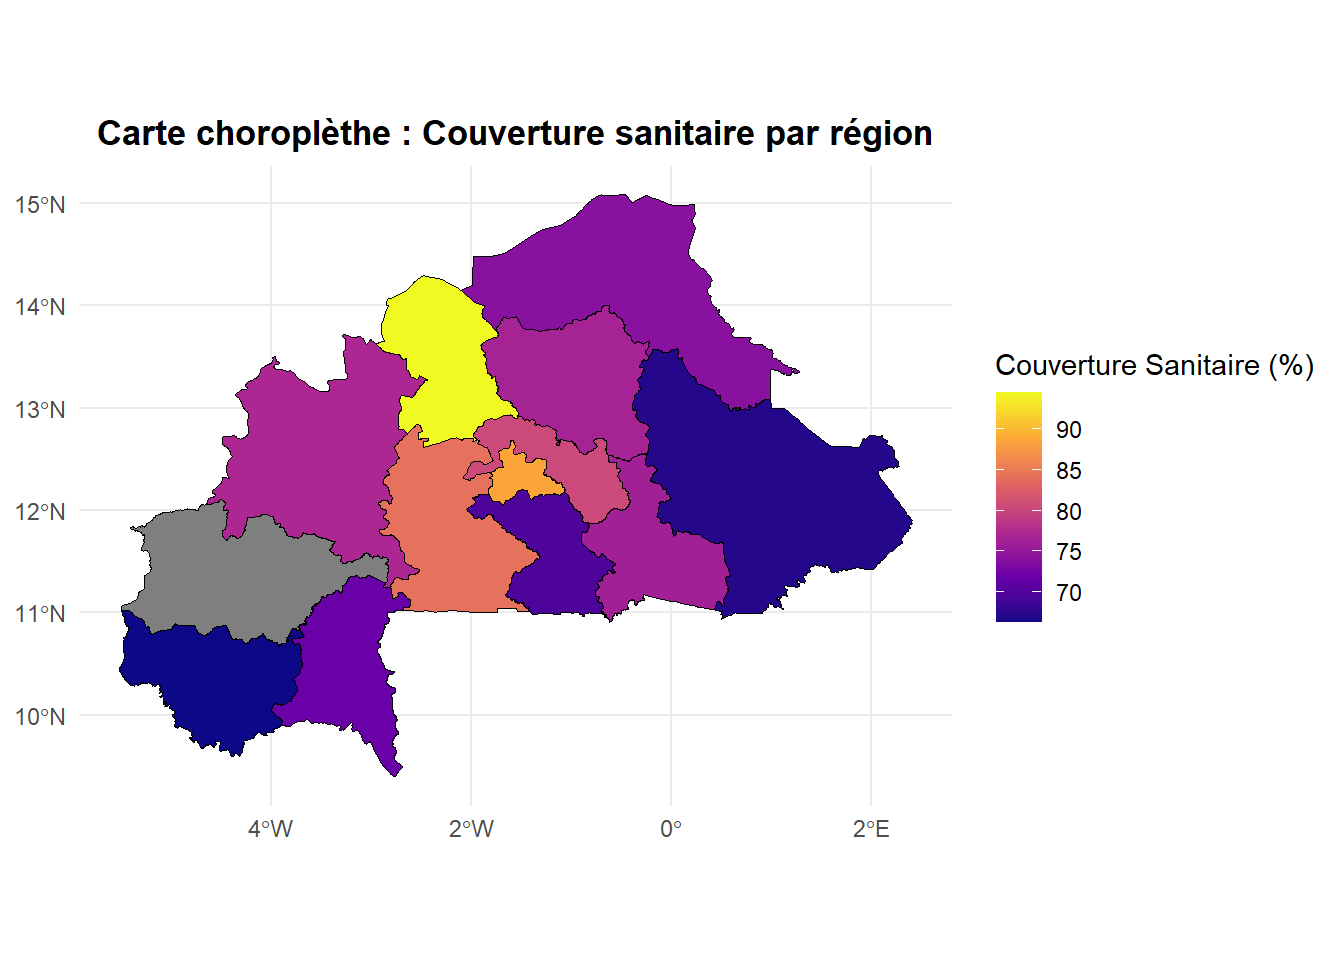 Carte choroplèthe : Couverture sanitaire par région
15°N
14°N
13°N
12°N
11°N
10°N
4°W
2°W
0°
2°E
Couverture Sanitaire (%)
90
85
80
75
70